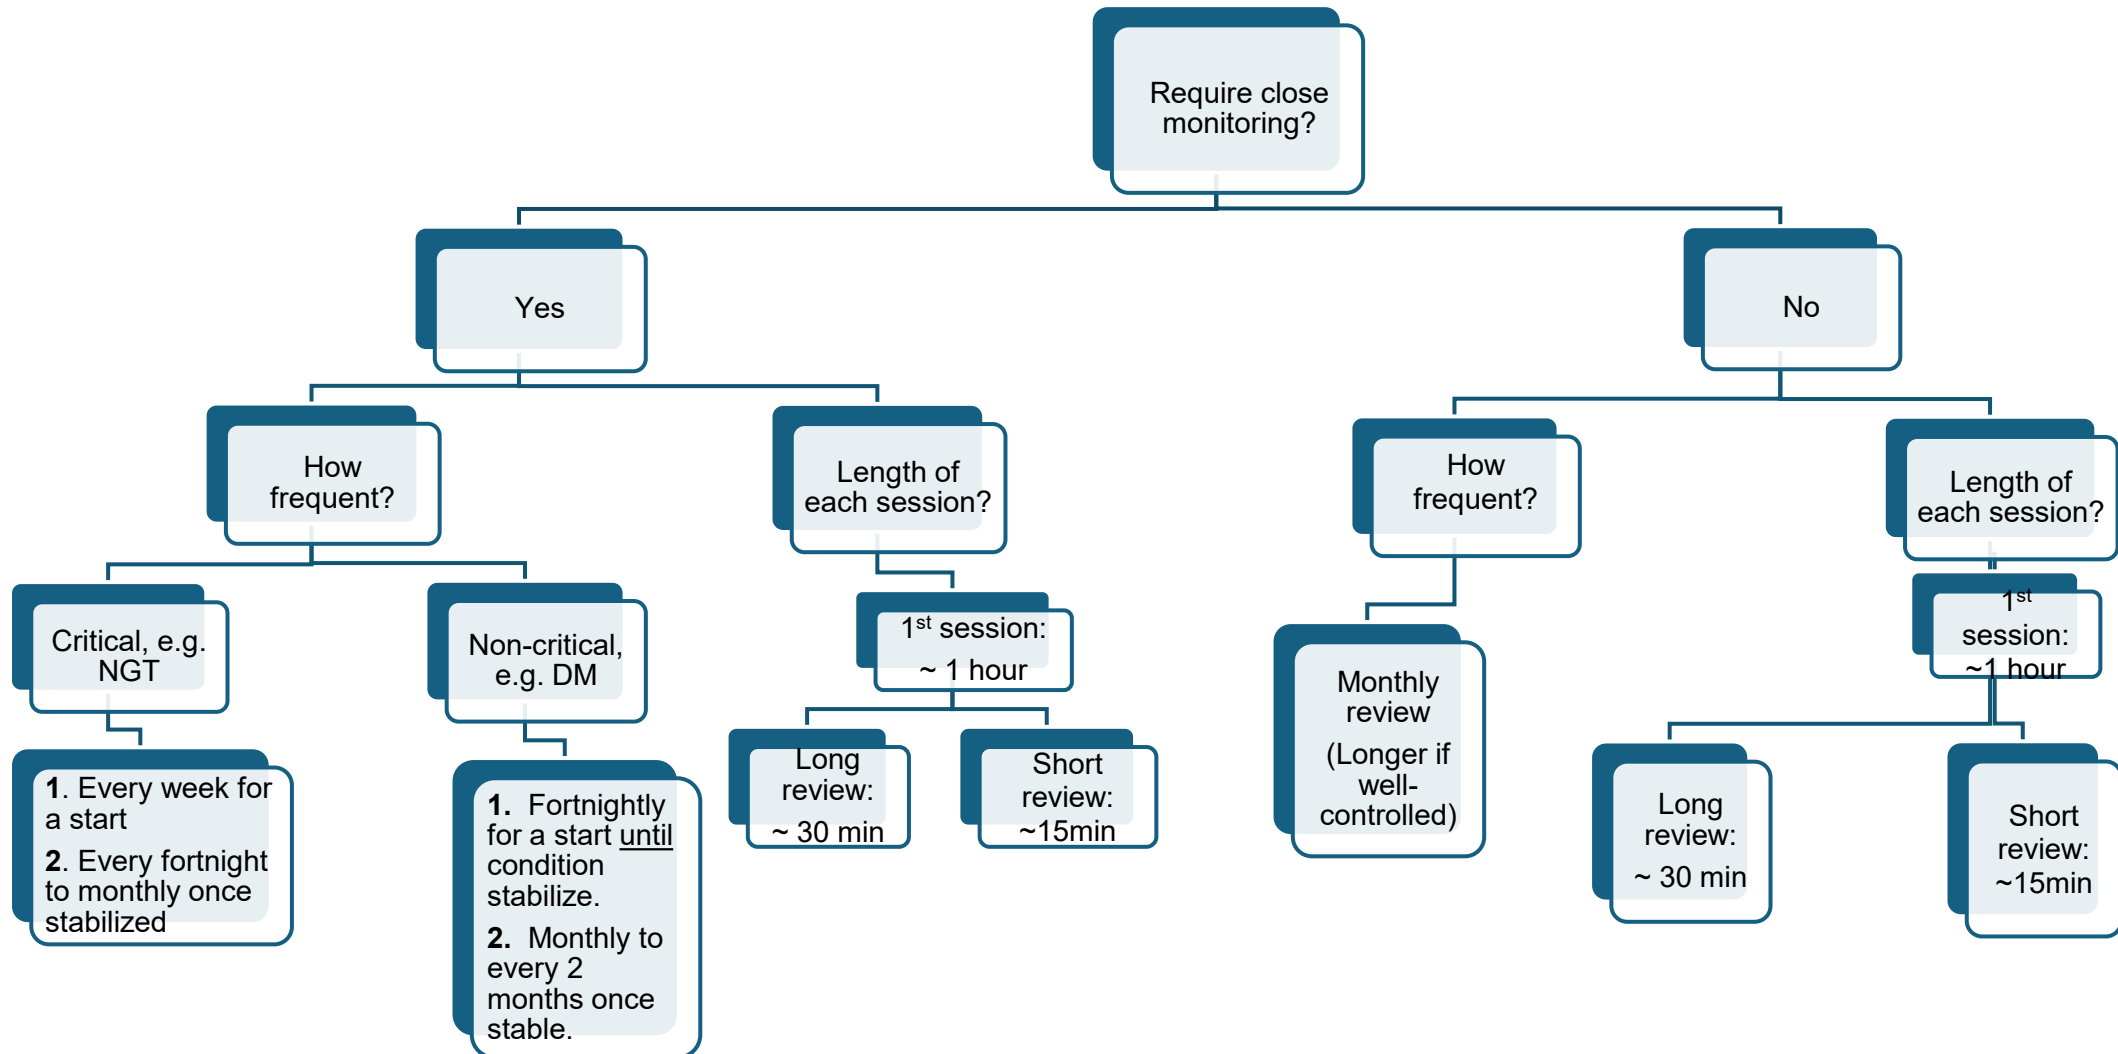 Require close
monitoring?
Yes
No
How
frequent?
Length of
each session?
How
frequent?
Length of
each session?
Critical, e.g.
NGT
Non-critical,
e.g. DM
1st session:
~ 1 hour
1st
session:
~1 hour
Monthly
review
(Longer if
well-
controlled)
1. Every week for
a start
2. Every fortnight
to monthly once
stabilized
1. Fortnightly
for a start until
condition
stabilize.
2. Monthly to
every 2
months once
stable.
Long
review:
~ 30 min
Short
review:
~15min
Long
review:
~ 30 min
Short
review:
~15min